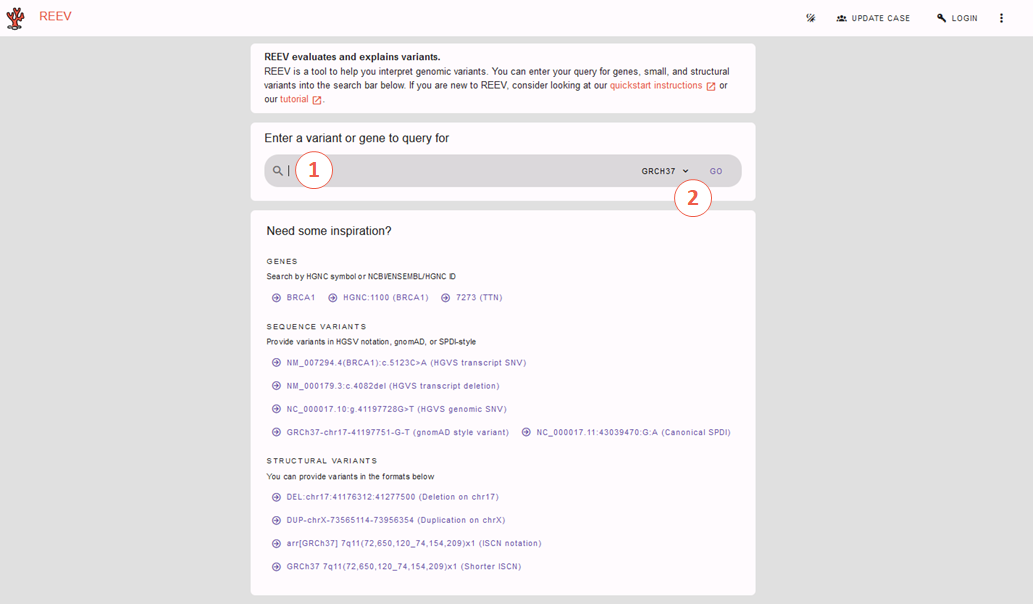 REEV
UPDATE CASE
LOGIN
REEV evaluates and explains variants.
REEV is a tool to help you interpret genomic variants. You can enter your query for genes, small, and structural
variants into the search bar below. If you are new to REEV, consider looking at our quickstart instructions or
our tutorial .
Enter a variant or gene to query for
1
GRCH37
GO
2
Need some inspiration?
GENES
Search by HGNC symbol or NCBI/ENSEMBL/HGNC ID
BRCA1 HGNC:1100 (BRCA1) 7273 (TTN)
SEQUENCE VARIANTS
Provide variants in HGSV notation, gnomAD, or SPDI-style
NM_007294.4(BRCA1):c.5123C>A (HGVS transcript SNV)
NM_000179.3:c.4082del (HGVS transcript deletion)
NC_000017.10:g.41197728G>T (HGVS genomic SNV)
GRCh37-chr17-41197751-G-T (gnomAD style variant) NC_000017.11:43039470:G:A (Canonical SPDI)
STRUCTURAL VARIANTS
You can provide variants in the formats below
DEL:chr17:41176312:41277500 (Deletion on chr17)
DUP-chrX-73565114-73956354 (Duplication on chrX)
arr[GRCh37] 7q11(72,650,120_74,154,209)x1 (ISCN notation)
GRCh37 7q11(72,650,120_74,154,209)x1 (Shorter ISCN)